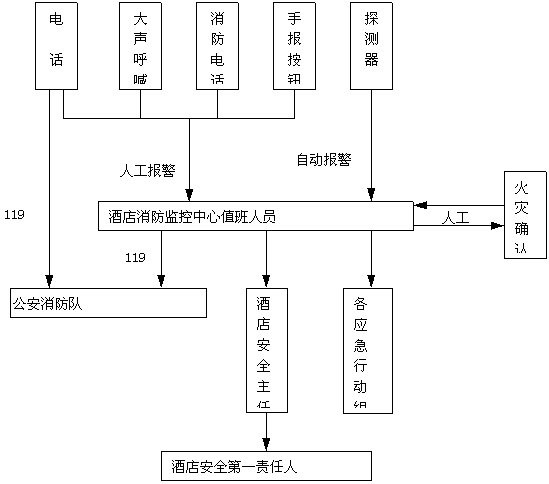 电话
大声呼喊
消防电话
手报按钮
探测器
人工报警
自动报警
火灾确认
119
酒店消防监控中心值班人员
人工
119
公安消防队
酒店安全主任
各应急行动组
酒店安全第一责任人